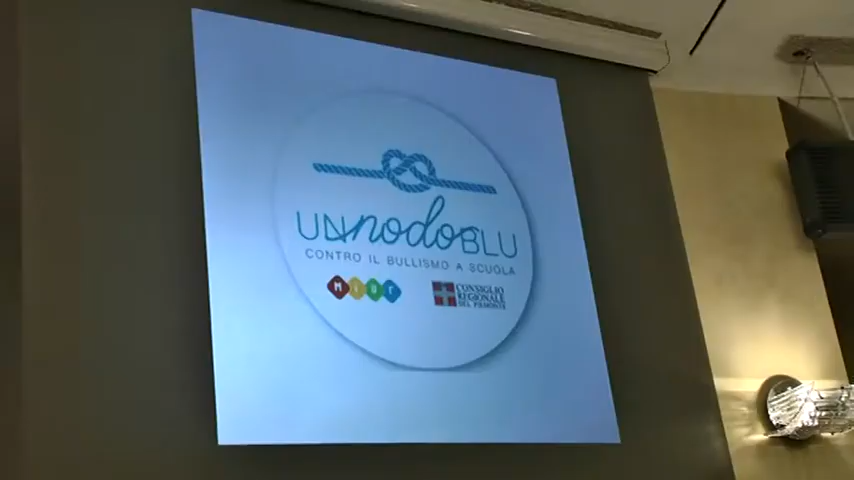 UN nodo BLU
CONTRO IL BULLISMO A SCUOLA
MIUR
CONSIGLIO
REGIONALE
DEL PIEMONTE